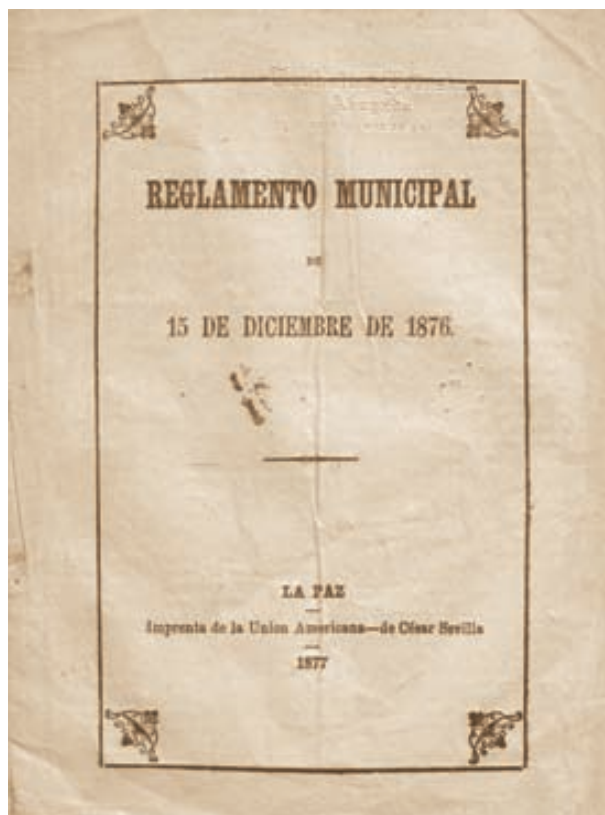 Abogado
REGLAMENTO MUNICIPAL
DE
15 DE DICIEMBRE DE 1876.
LA PAZ
Imprenta de la Union Americana—de César Sevilla
1877